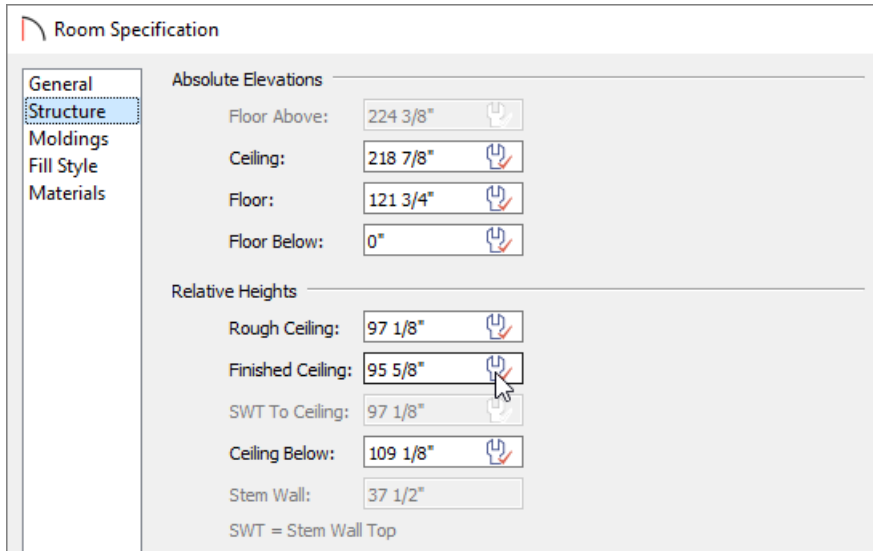 Room Specification
General
Structure
Moldings
Fill Style
Materials
Absolute Elevations
Floor Above: 224 3/8"
Ceiling: 218 7/8"
Floor: 121 3/4"
Floor Below: 0"
Relative Heights
Rough Ceiling: 97 1/8"
Finished Ceiling: 95 5/8"
SWT To Ceiling: 97 1/8"
Ceiling Below: 109 1/8"
Stem Wall: 37 1/2"
SWT = Stem Wall Top